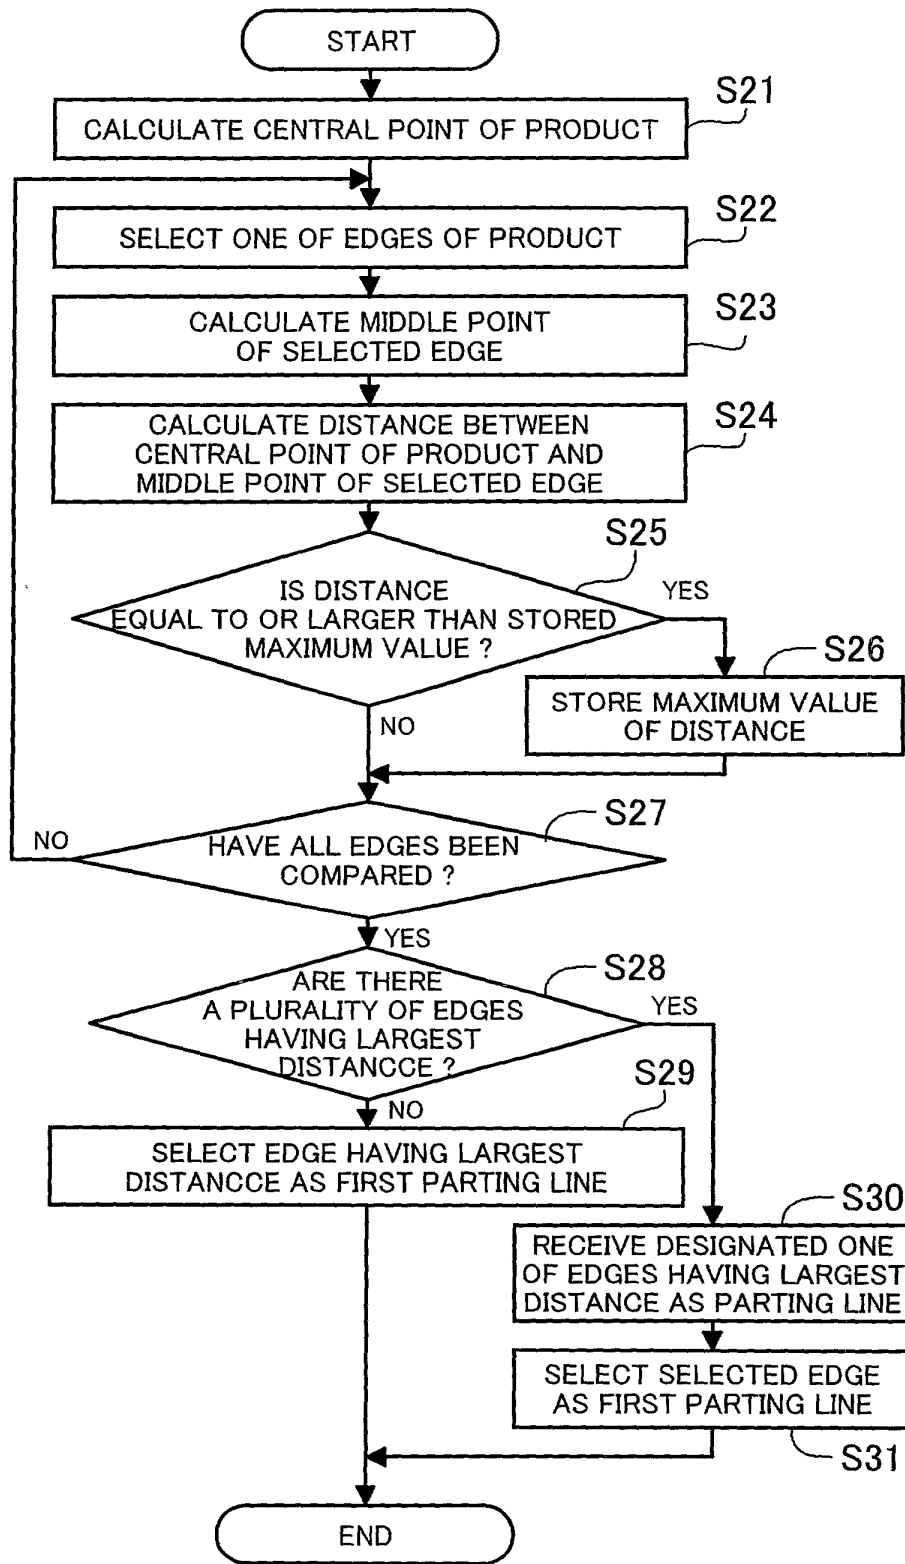 START
S21
CALCULATE CENTRAL POINT OF PRODUCT
S22
SELECT ONE OF EDGES OF PRODUCT
S23
CALCULATE MIDDLE POINT
OF SELECTED EDGE
S24
CALCULATE DISTANCE BETWEEN
CENTRAL POINT OF PRODUCT AND
MIDDLE POINT OF SELECTED EDGE
S25
IS DISTANCE
EQUAL TO OR LARGER THAN STORED
MAXIMUM VALUE ?
YES
S26
STORE MAXIMUM VALUE
OF DISTANCE
NO
S27
HAVE ALL EDGES BEEN
COMPARED ?
NO
YES
S28
ARE THERE
A PLURALITY OF EDGES
HAVING LARGEST
DISTANCCE ?
YES
NO
S29
SELECT EDGE HAVING LARGEST
DISTANCCE AS FIRST PARTING LINE
S30
RECEIVE DESIGNATED ONE
OF EDGES HAVING LARGEST
DISTANCE AS PARTING LINE
SELECT SELECTED EDGE
AS FIRST PARTING LINE
S31
END